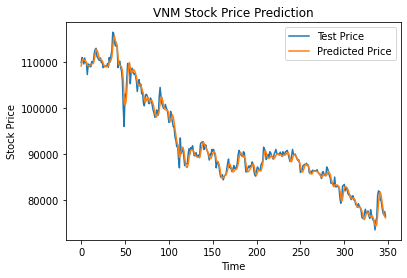 VNM Stock Price Prediction
Test Price
Predicted Price
Stock Price
110000
100000
90000
80000
0 50 100 150 200 250 300 350
Time